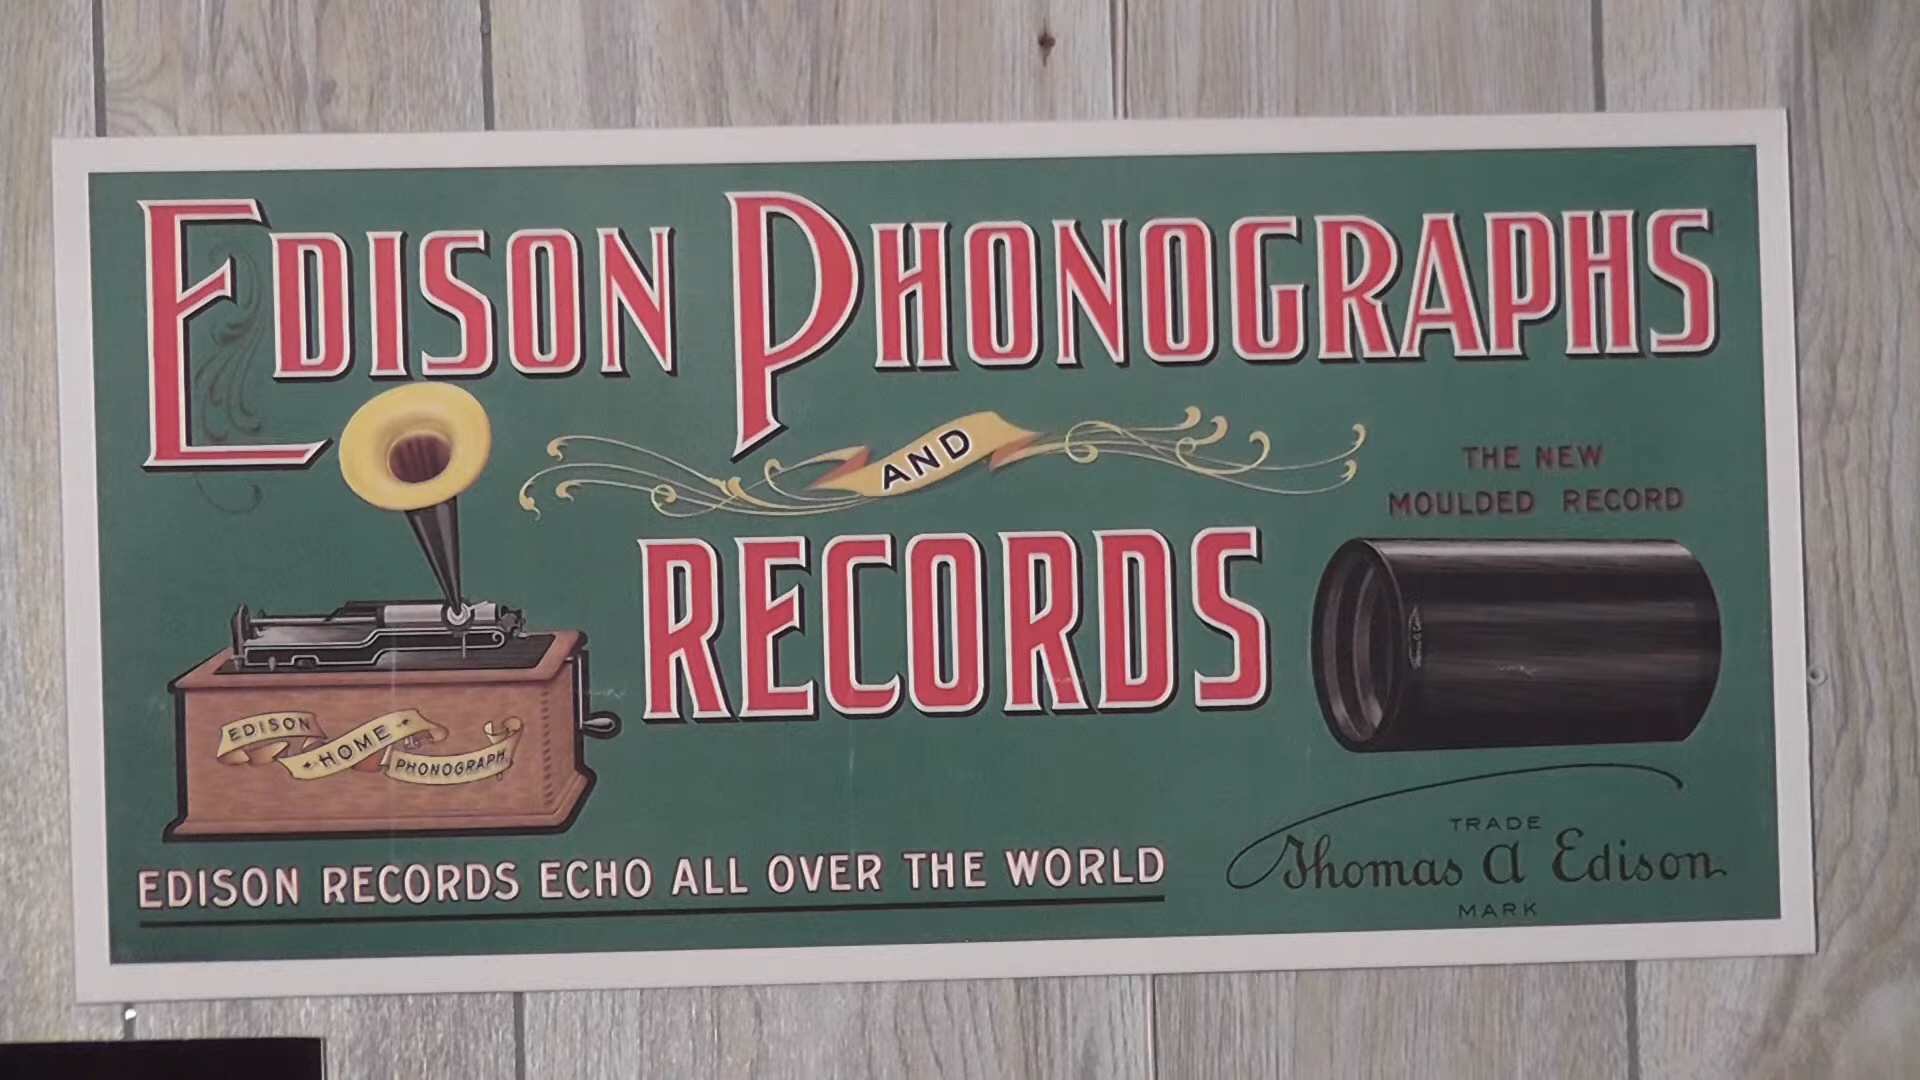 EDISON PHONOGRAPHS
AND
RECORDS
THE NEW
MOULDED RECORD
EDISON
HOME
PHONOGRAPH
EDISON RECORDS ECHO ALL OVER THE WORLD
TRADE
Thomas A Edison
MARK